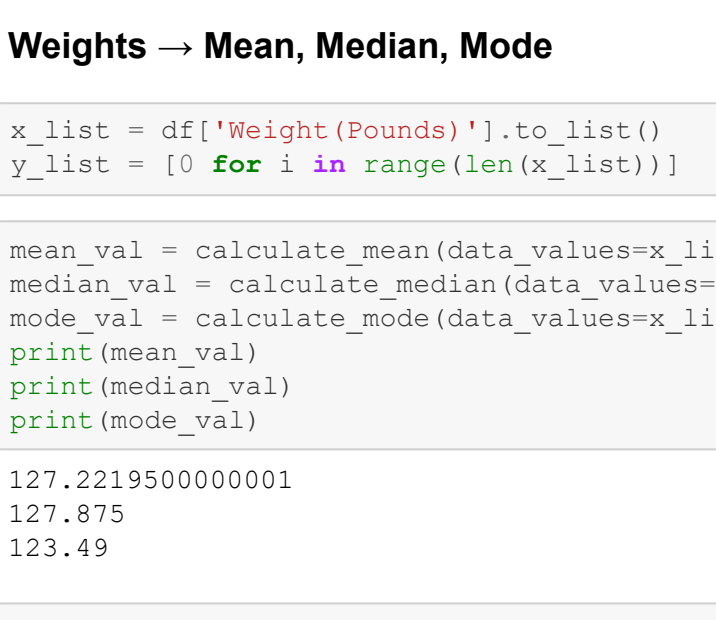 Weights → Mean, Median, Mode
x_list = df['Weight(Pounds)'].to_list()
y_list = [0 for i in range(len(x_list))]
mean_val = calculate_mean(data_values=x_li
median_val = calculate_median(data_values=
mode_val = calculate_mode(data_values=x_li
print(mean_val)
print(median_val)
print(mode_val)
127.2219500000001
127.875
123.49